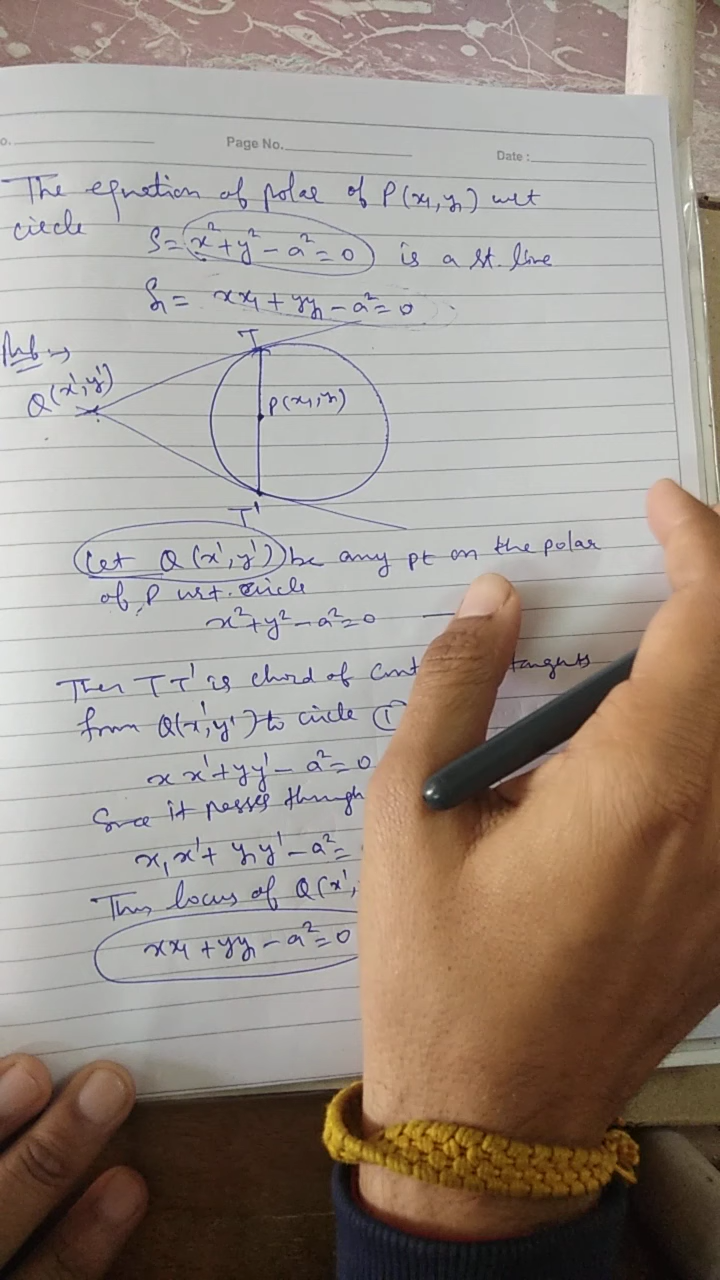 o.
Page No.
Date :
The equation of polar of P(x₁,y₁) wrt
circle
S = x²+y²-a²=0 is a st. line
S₁ = xx₁ + yy₁ - a² = 0
T
Q(x',y')
P(x₁,y₁)
T'
Let Q(x',y') be any pt on the polar
of P wrt. circle
x²+y²-a²=0
Then TT' is chord of tangents
from Q(x',y') to circle ①
xx'+yy'-a²=0
Since it passes through
x₁x'+y₁y'-a²=
Thus locus of Q(x',
xx₁+yy₁-a²=0